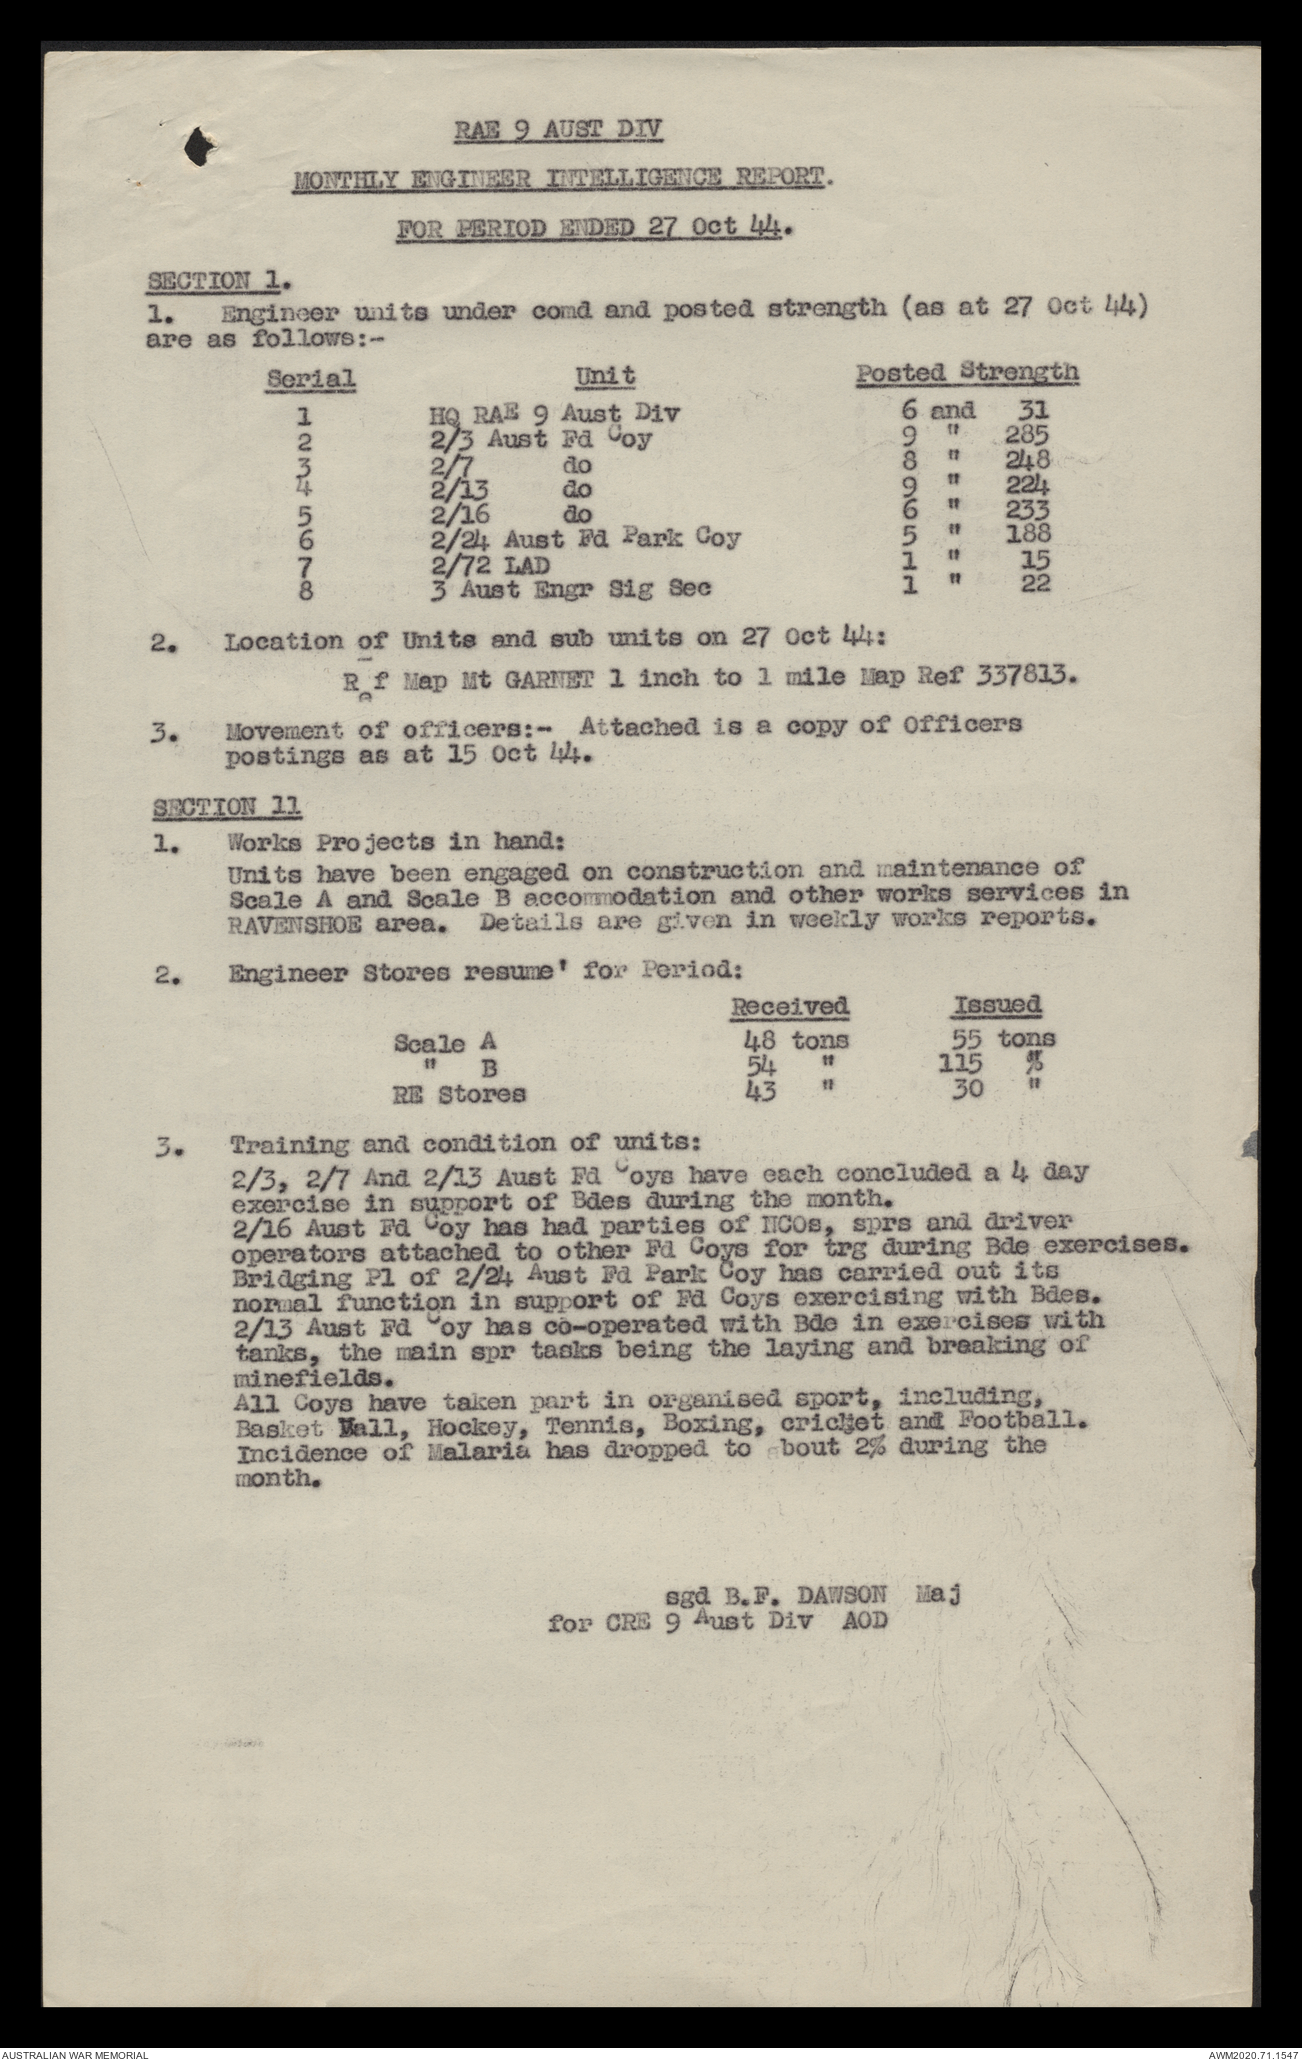 RAE 9 AUST DIV
MONTHLY ENGINEER INTELLIGENCE REPORT.
FOR PERIOD ENDED 27 Oct 44.
SECTION 1.
1. Engineer units under comd and posted strength (as at 27 Oct 44)
are as follows:-
Serial Unit Posted Strength
1 HQ RAE 9 Aust Div 6 and 31
2 2/3 Aust Fd Coy 9 " 285
3 2/7 do 8 " 248
4 2/13 do 9 " 224
5 2/16 do 6 " 233
6 2/24 Aust Fd Park Coy 5 " 188
7 2/72 LAD 1 " 15
8 3 Aust Engr Sig Sec 1 " 22
2. Location of Units and sub units on 27 Oct 44:
Ref Map Mt GARNET 1 inch to 1 mile Map Ref 337813.
3. Movement of officers:- Attached is a copy of Officers
postings as at 15 Oct 44.
SECTION 11
1. Works Projects in hand:
Units have been engaged on construction and maintenance of
Scale A and Scale B accommodation and other works services in
RAVENSHOE area. Details are given in weekly works reports.
2. Engineer Stores resume' for Period:
Received Issued
Scale A 48 tons 55 tons
" B 54 " 115 "
RE Stores 43 " 30 "
3. Training and condition of units:
2/3, 2/7 And 2/13 Aust Fd Coys have each concluded a 4 day
exercise in support of Bdes during the month.
2/16 Aust Fd Coy has had parties of NCOs, sprs and driver
operators attached to other Fd Coys for trg during Bde exercises.
Bridging Pl of 2/24 Aust Fd Park Coy has carried out its
normal function in support of Fd Coys exercising with Bdes.
2/13 Aust Fd Coy has co-operated with Bde in exercises with
tanks, the main spr tasks being the laying and breaking of
minefields.
All Coys have taken part in organised sport, including,
Basket Ball, Hockey, Tennis, Boxing, cricket and Football.
Incidence of Malaria has dropped to about 2% during the
month.
sgd B.F. DAWSON Maj
for CRE 9 Aust Div AOD
AUSTRALIAN WAR MEMORIAL
AWM2020.71.1547